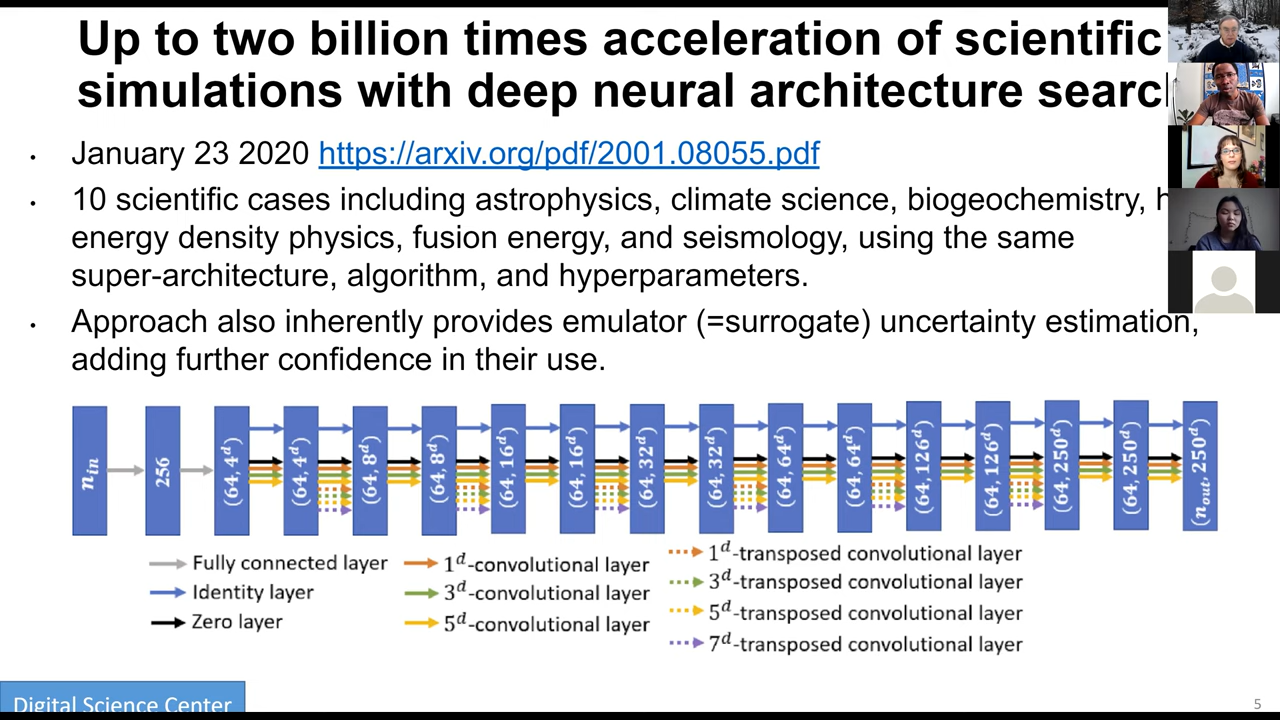 Up to two billion times acceleration of scientific
simulations with deep neural architecture searc
• January 23 2020 https://arxiv.org/pdf/2001.08055.pdf
• 10 scientific cases including astrophysics, climate science, biogeochemistry, h
energy density physics, fusion energy, and seismology, using the same
super-architecture, algorithm, and hyperparameters.
• Approach also inherently provides emulator (=surrogate) uncertainty estimation,
adding further confidence in their use.
n_in
256
(64, 4^d)
(64, 4^d)
(64, 8^d)
(64, 8^d)
(64, 16^d)
(64, 16^d)
(64, 32^d)
(64, 32^d)
(64, 64^d)
(64, 64^d)
(64, 126^d)
(64, 126^d)
(64, 250^d)
(64, 250^d)
(n_out, 250^d)
Fully connected layer
Identity layer
Zero layer
1^d-convolutional layer
3^d-convolutional layer
5^d-convolutional layer
1^d-transposed convolutional layer
3^d-transposed convolutional layer
5^d-transposed convolutional layer
7^d-transposed convolutional layer
Digital Science Center
5